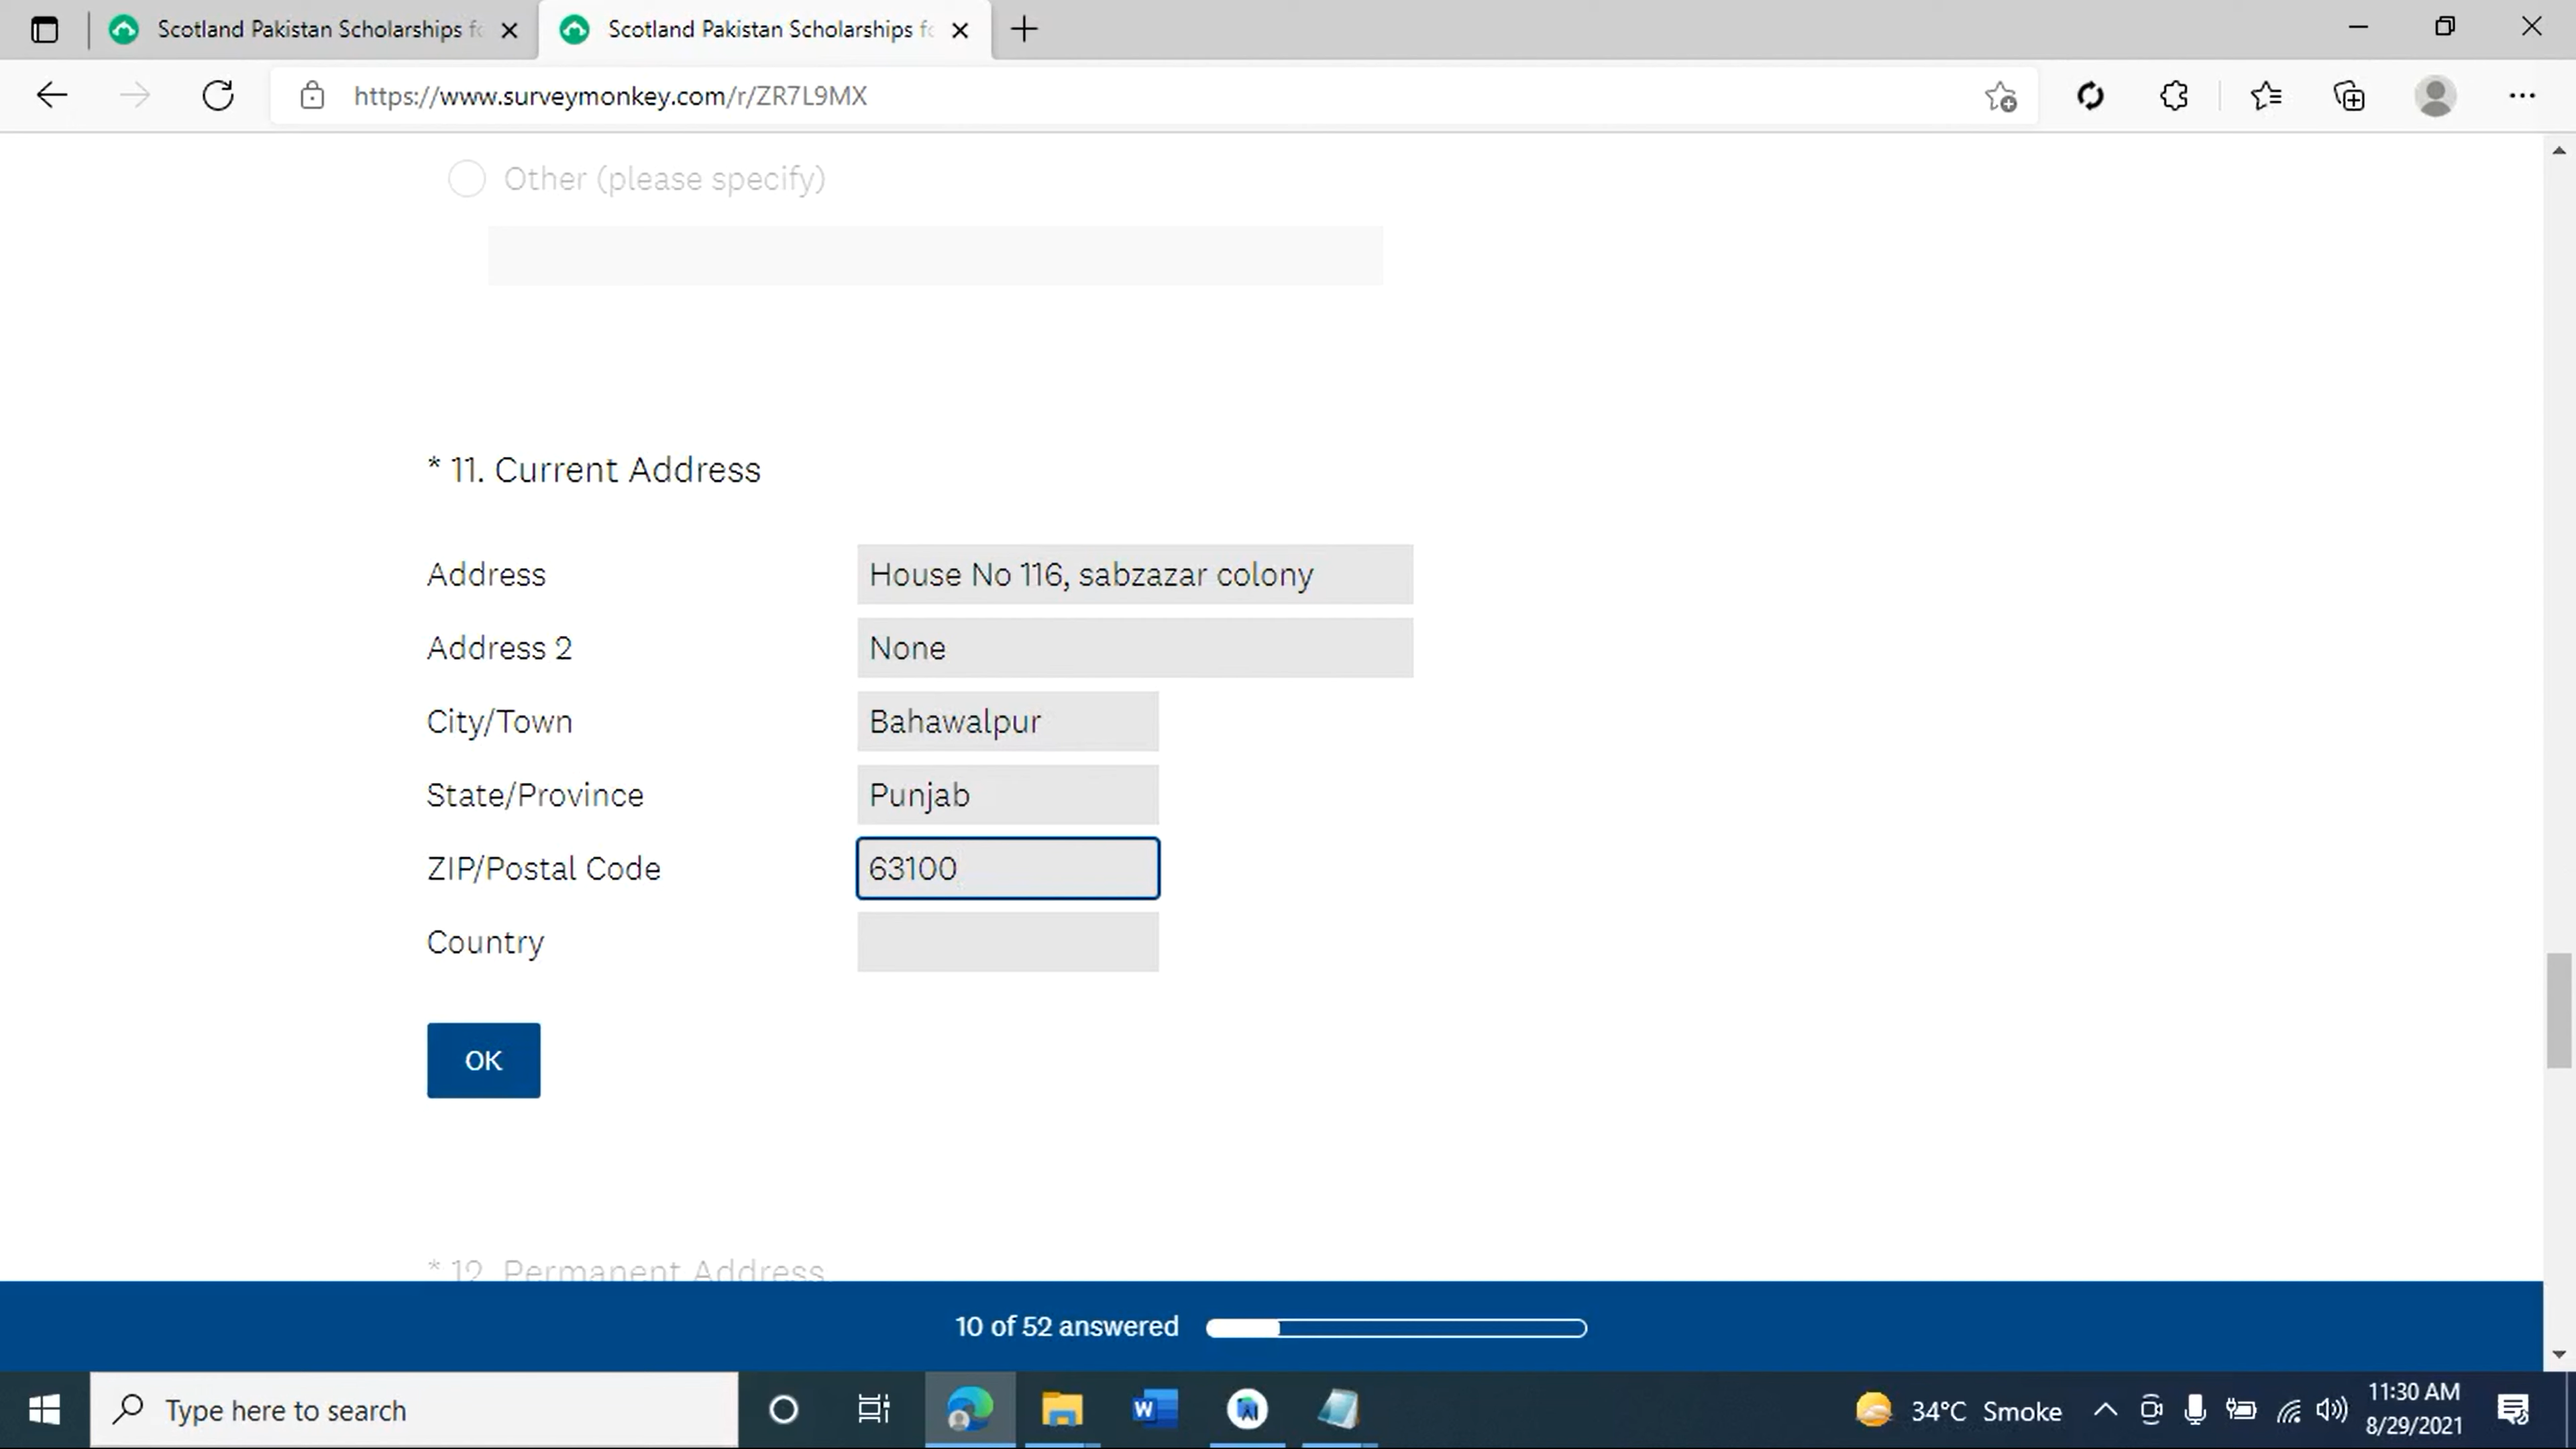 Scotland Pakistan Scholarships fo
Scotland Pakistan Scholarships fo
https://www.surveymonkey.com/r/ZR7L9MX
Other (please specify)
* 11. Current Address
Address House No 116, sabzazar colony
Address 2 None
City/Town Bahawalpur
State/Province Punjab
ZIP/Postal Code 63100
Country
OK
* 12. Permanent Address
10 of 52 answered
Type here to search
34°C Smoke
11:30 AM
8/29/2021